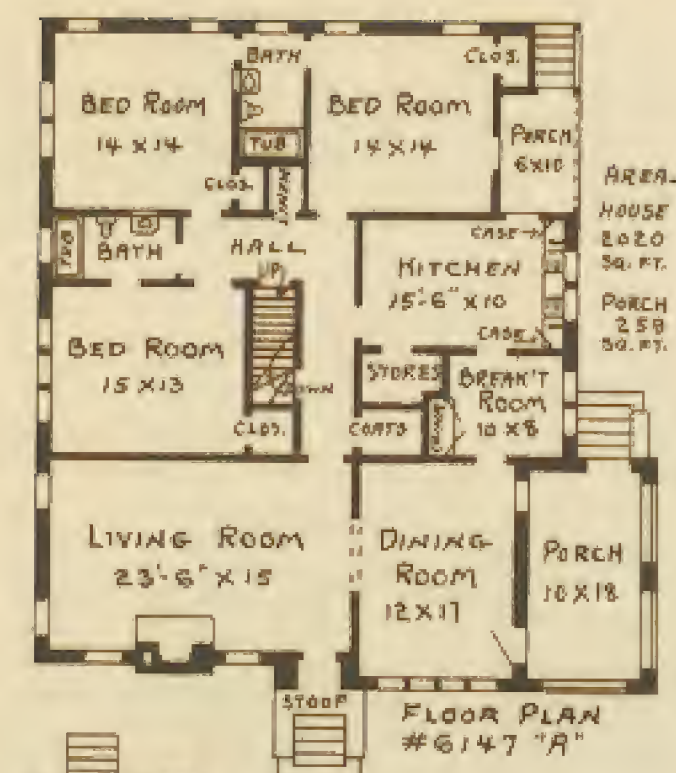 BATH
CLOS.
BED ROOM
14 X 14
BED ROOM
14 X 14
TUB
PORCH
6X10
CLOS.
LINEN
AREA-
HOUSE
2020
SQ. FT.
PORCH
258
SQ. FT.
TUB
BATH
HALL
UP
CASE
KITCHEN
15'-6" X 10
CASE
BED ROOM
15 X 13
DOWN
STORES
BREAK'T
ROOM
10 X 8
CLOS.
COATS
LIVING ROOM
23'-6" X 15
DINING
ROOM
12 X 17
PORCH
10 X 18
STOOP
FLOOR PLAN
#6147 "A"